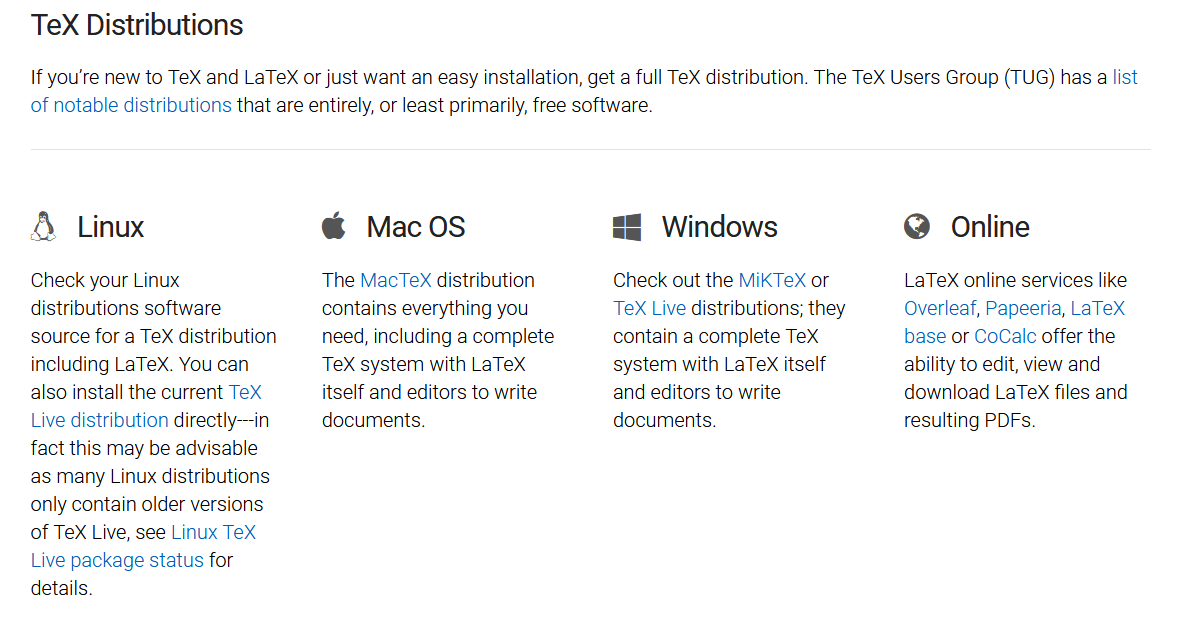 TeX Distributions
If you’re new to TeX and LaTeX or just want an easy installation, get a full TeX distribution. The TeX Users Group (TUG) has a list
of notable distributions that are entirely, or least primarily, free software.
Linux
Check your Linux
distributions software
source for a TeX distribution
including LaTeX. You can
also install the current TeX
Live distribution directly---in
fact this may be advisable
as many Linux distributions
only contain older versions
of TeX Live, see Linux TeX
Live package status for
details.
Mac OS
The MacTeX distribution
contains everything you
need, including a complete
TeX system with LaTeX
itself and editors to write
documents.
Windows
Check out the MiKTeX or
TeX Live distributions; they
contain a complete TeX
system with LaTeX itself
and editors to write
documents.
Online
LaTeX online services like
Overleaf, Papeeria, LaTeX
base or CoCalc offer the
ability to edit, view and
download LaTeX files and
resulting PDFs.